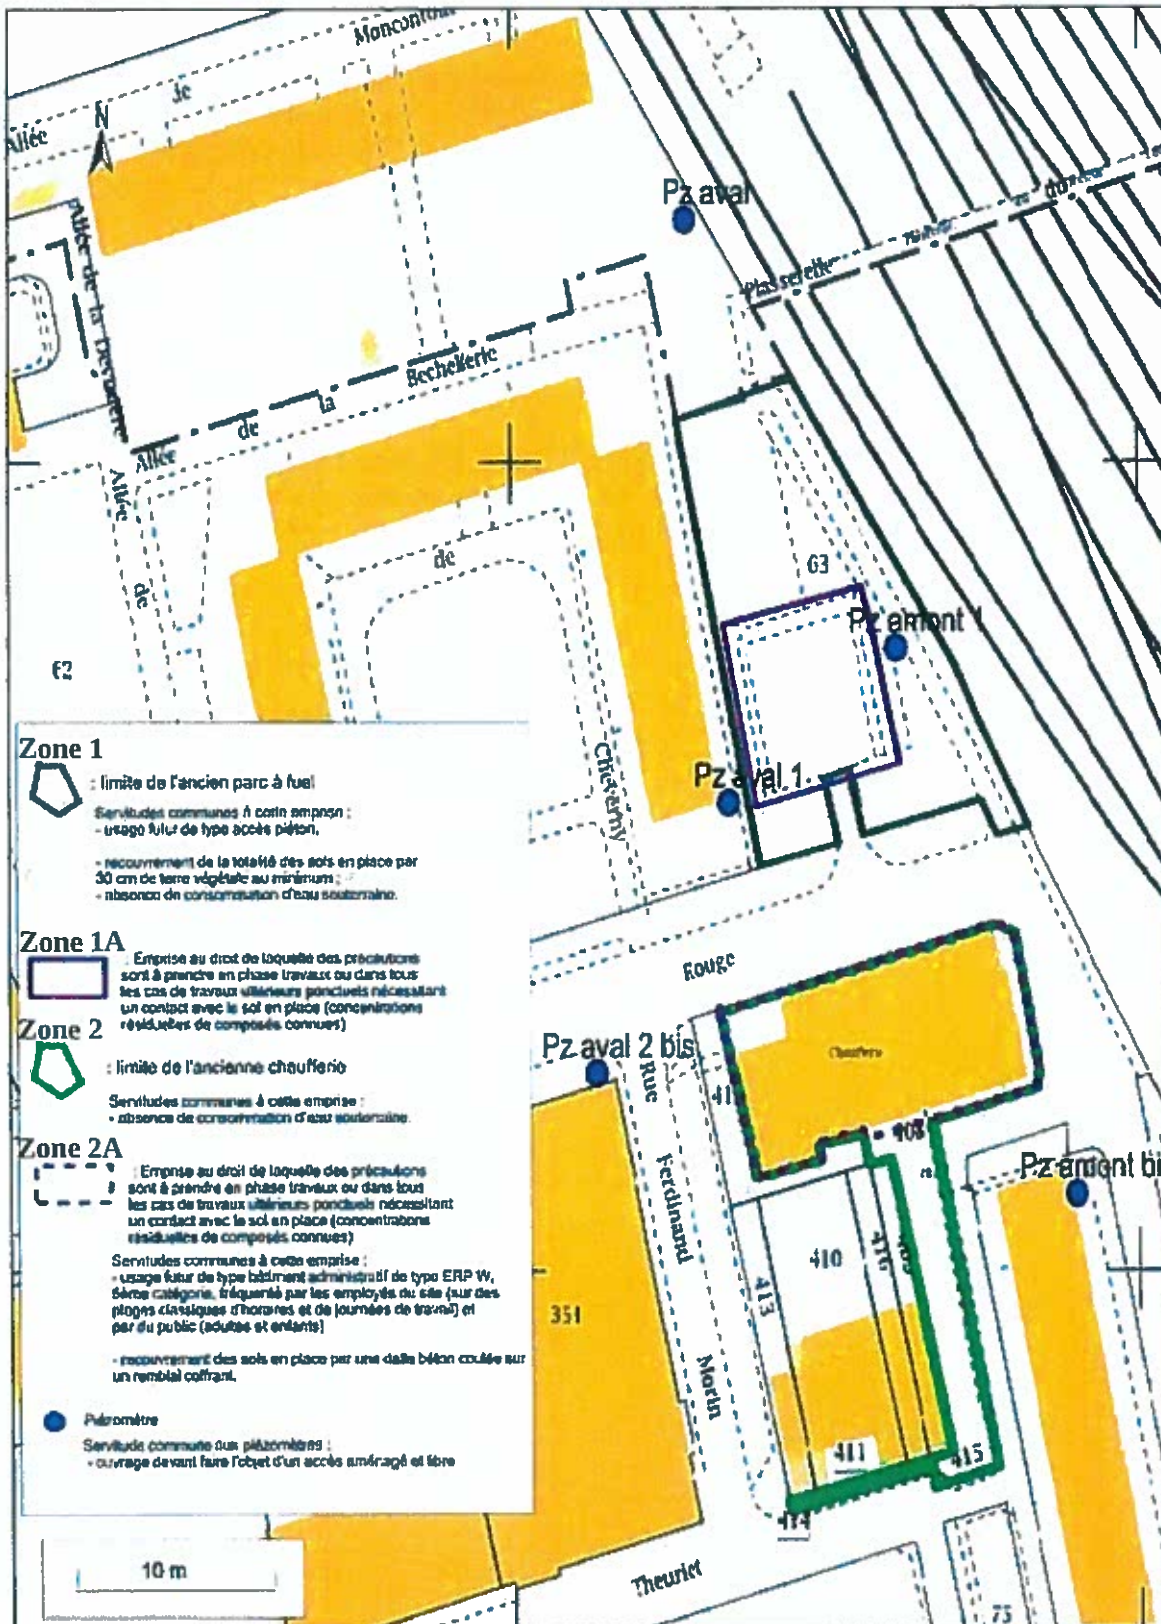 Moncontour
de
Allée
N
Pz aval
Passerelle
Allée de la Devinière
Bechellerie
la
de
Allée
Allée
de
de
63
Pz amont 1
62
Cheverny
Pz aval 1
Zone 1
: limite de l'ancien parc à fuel
Servitudes communes à cette emprise :
- usage futur de type accès piéton,
- recouvrement de la totalité des sols en place par
30 cm de terre végétale au minimum ;
- absence de consommation d'eau souterraine.
Zone 1A
: Emprise au droit de laquelle des précautions
sont à prendre en phase travaux ou dans tous
les cas de travaux ultérieurs ponctuels nécessitant
un contact avec le sol en place (concentrations
résiduelles de composés connues)
Zone 2
: limite de l'ancienne chaufferie
Servitudes communes à cette emprise :
- absence de consommation d'eau souterraine.
Zone 2A
: Emprise au droit de laquelle des précautions
sont à prendre en phase travaux ou dans tous
les cas de travaux ultérieurs ponctuels nécessitant
un contact avec le sol en place (concentrations
résiduelles de composés connues)
Servitudes communes à cette emprise :
- usage futur de type bâtiment administratif de type ERP W,
5ème catégorie, fréquenté par les employés du site (sur des
plages classiques d'horaires et de journées de travail) et
par du public (adultes et enfants)
- recouvrement des sols en place par une dalle béton coulée sur
un remblai coffrant.
Piézomètre
Servitude commune aux piézomètres :
- ouvrage devant faire l'objet d'un accès aménagé et libre
10 m
Rouge
Chaufferie
Pz aval 2 bis
Rue
Ferdinand
Morin
408
Pz amont bi
410
416
409
413
351
411
415
414
Theuriet
75